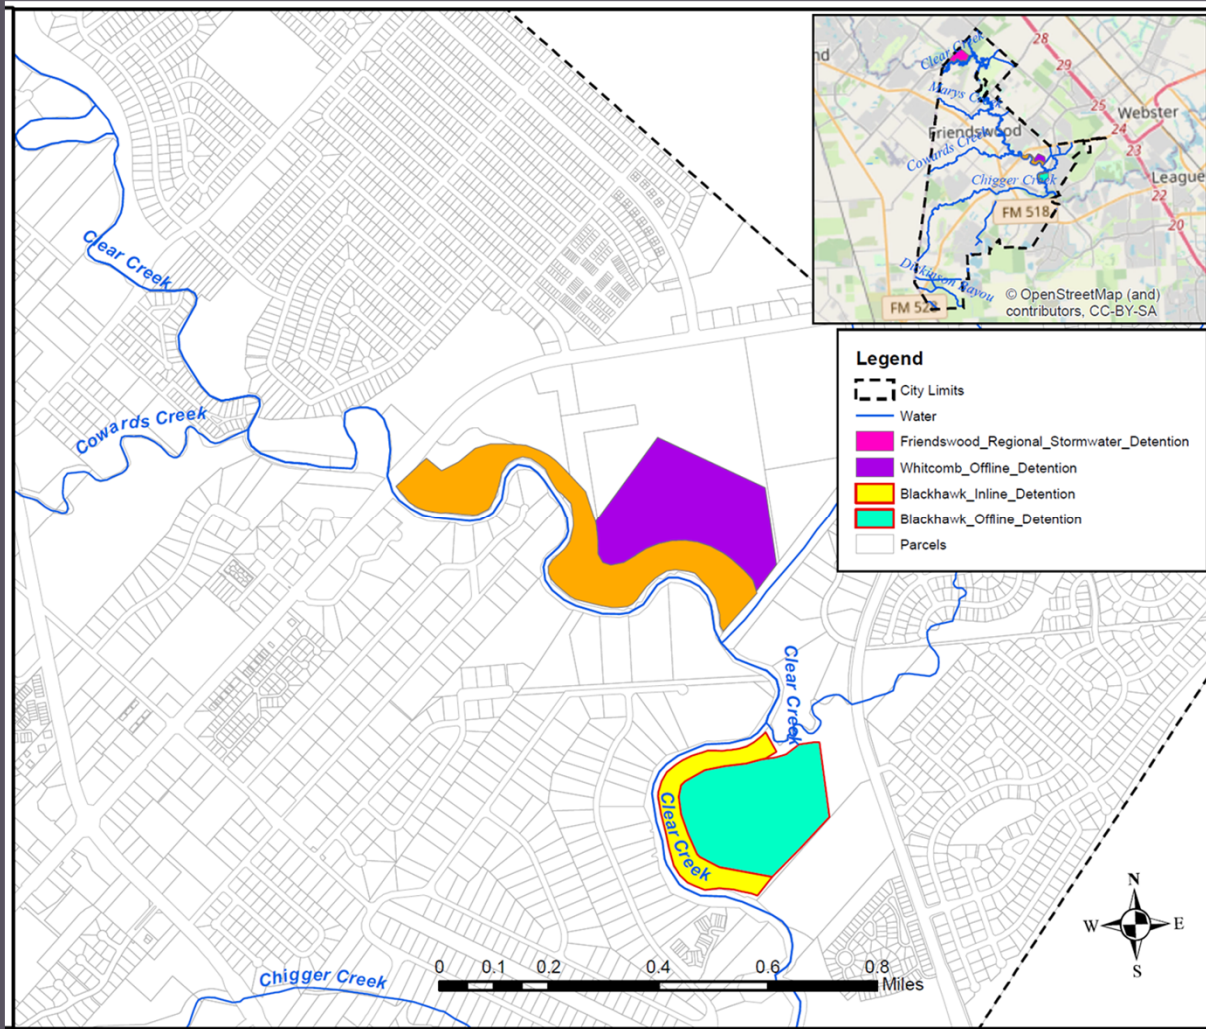 Clear Creek
28
nd
29
Marys Creek
25
Webster
Friendswood
24
Cowards Creek
23
Chigger Creek
League
22
FM 518
20
Dickinson Bayou
© OpenStreetMap (and)
FM 52
contributors, CC-BY-SA
Legend
City Limits
Water
Friendswood_Regional_Stormwater_Detention
Whitcomb_Offline_Detention
Blackhawk_Inline_Detention
Blackhawk_Offline_Detention
Parcels
Clear Creek
Cowards Creek
Clear Creek
Clear Creek
Chigger Creek
0 0.1 0.2 0.4 0.6 0.8
Miles
N
W E
S